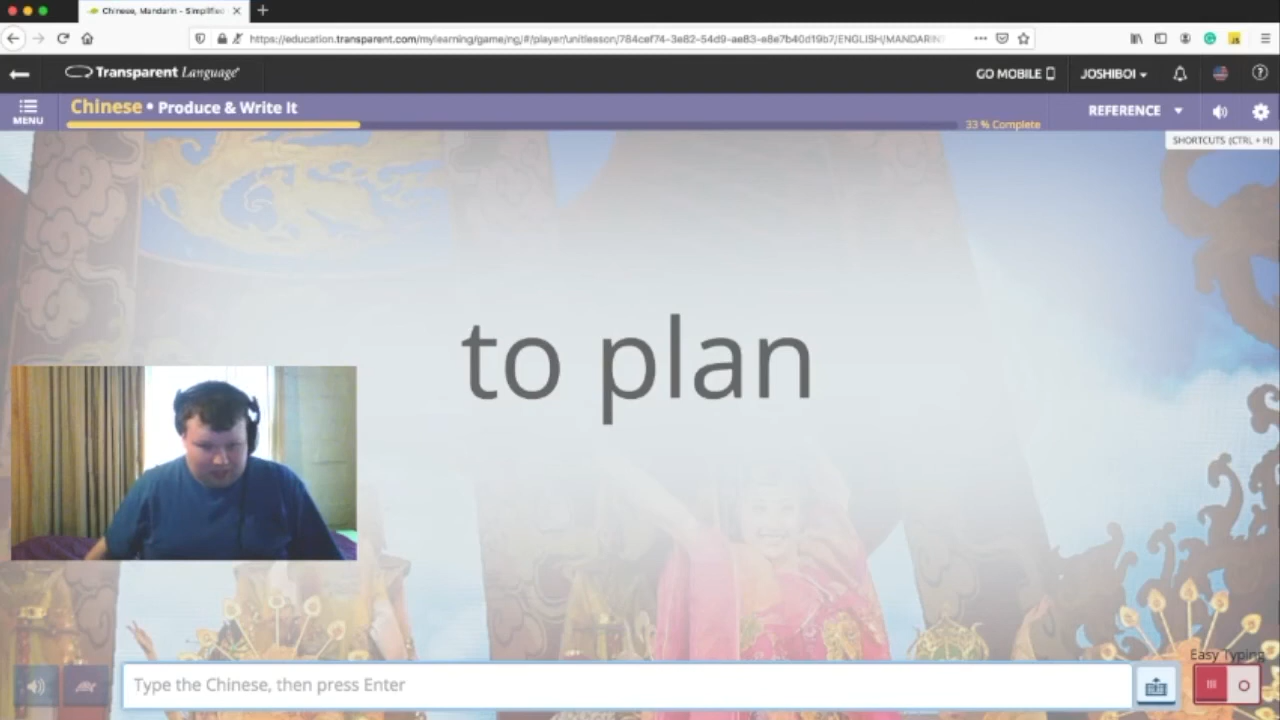 Chinese, Mandarin - Simplified
https://education.transparent.com/mylearning/game/ng/#/player/unitlesson/784cef74-3e82-54d9-ae83-e8e7b40d19b7/ENGLISH/MANDARIN
Transparent Language
GO MOBILE
JOSHIBOI
MENU
Chinese • Produce & Write It
33 % Complete
REFERENCE
SHORTCUTS (CTRL + H)
to plan
Easy Typing
Type the Chinese, then press Enter